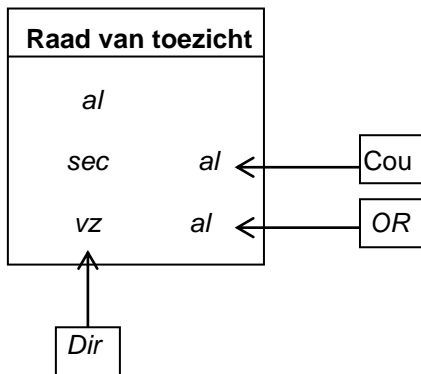 Raad van toezicht
al
sec al
Cou
vz al
OR
Dir